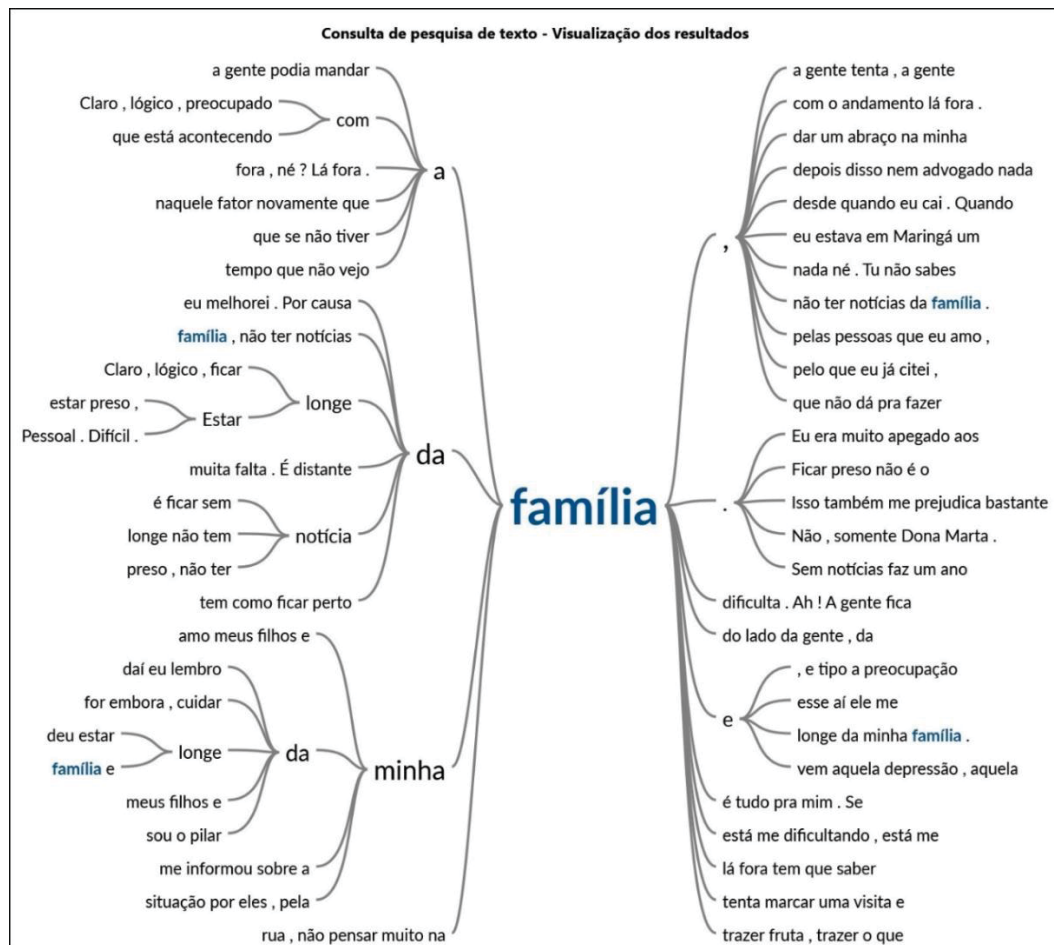 Consulta de pesquisa de texto - Visualização dos resultados
a gente podia mandar
Claro , lógico , preocupado
que está acontecendo
com
fora , né ? Lá fora .
naquele fator novamente que
que se não tiver
tempo que não vejo
a
eu melhorei . Por causa
família , não ter notícias
Claro , lógico , ficar
estar preso ,
Pessoal . Difícil .
Estar
longe
muita falta . É distante
é ficar sem
longe não tem
preso , não ter
notícia
tem como ficar perto
da
amo meus filhos e
daí eu lembro
for embora , cuidar
deu estar
família e
longe
meus filhos e
sou o pilar
da
me informou sobre a
situação por eles , pela
minha
rua , não pensar muito na
família
,
a gente tenta , a gente
com o andamento lá fora .
dar um abraço na minha
depois disso nem advogado nada
desde quando eu cai . Quando
eu estava em Maringá um
nada né . Tu não sabes
não ter notícias da família .
pelas pessoas que eu amo ,
pelo que eu já citei ,
que não dá pra fazer
.
Eu era muito apegado aos
Ficar preso não é o
Isso também me prejudica bastante
Não , somente Dona Marta .
Sem notícias faz um ano
dificulta . Ah ! A gente fica
do lado da gente , da
e
, e tipo a preocupação
esse aí ele me
longe da minha família .
vem aquela depressão , aquela
é tudo pra mim . Se
está me dificultando , está me
lá fora tem que saber
tenta marcar uma visita e
trazer fruta , trazer o que